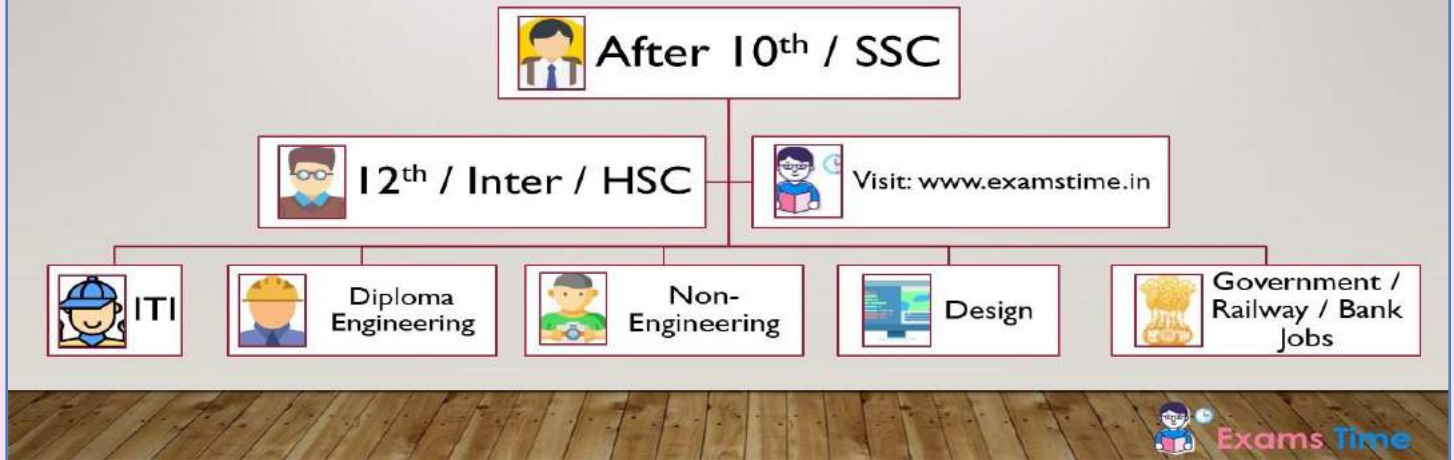 After 10th / SSC
12th / Inter / HSC
Visit: www.examstime.in
ITI
Diploma
Engineering
Non-
Engineering
Design
Government /
Railway / Bank
Jobs
Exams Time